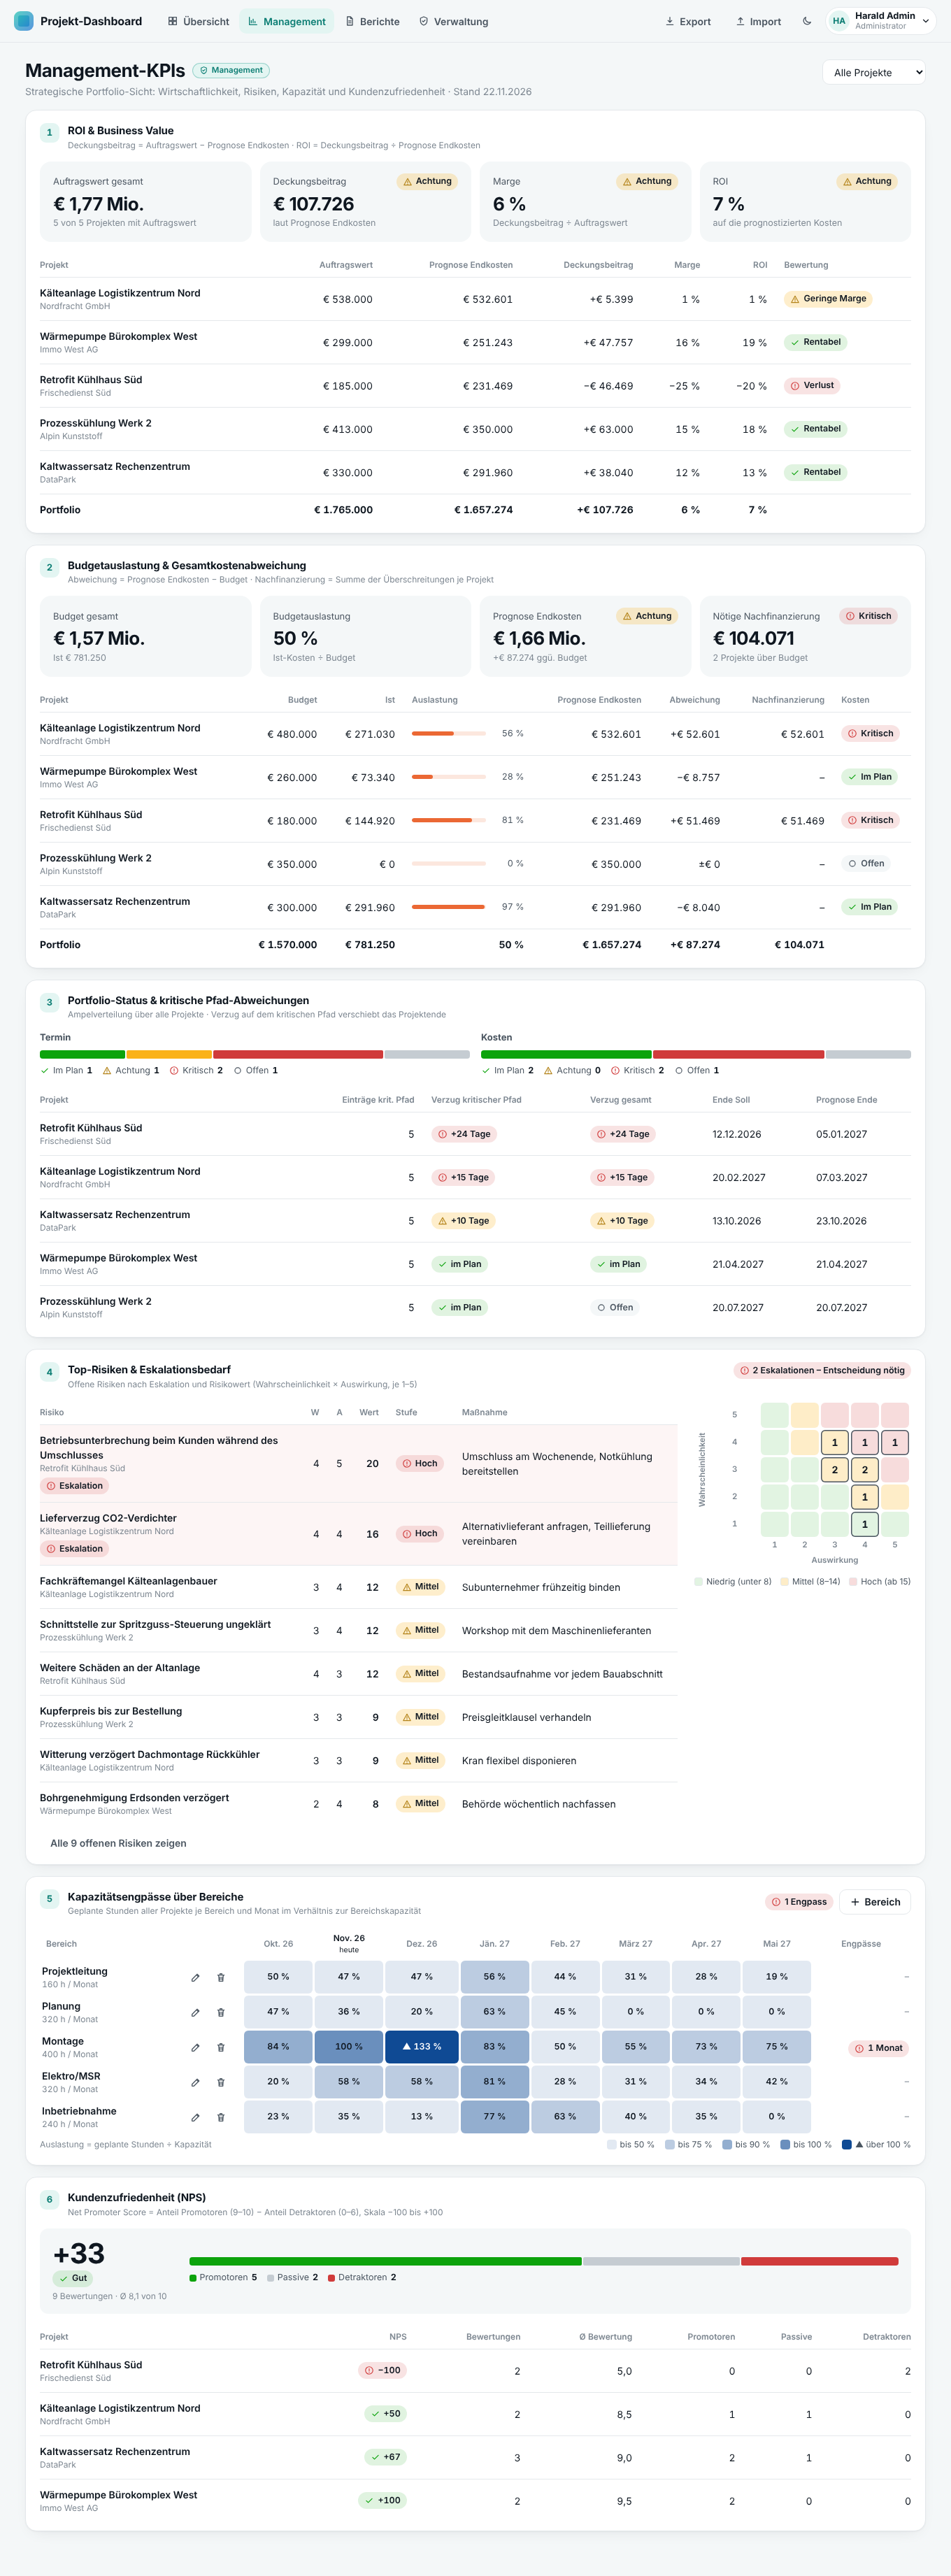 Projekt-Dashboard Übersicht Management Berichte Verwaltung Export Import HA Harald Admin
Administrator
Management-KPIs Management Alle Projekte
Strategische Portfolio-Sicht: Wirtschaftlichkeit, Risiken, Kapazität und Kundenzufriedenheit · Stand 22.11.2026
1 ROI & Business Value
Deckungsbeitrag = Auftragswert − Prognose Endkosten · ROI = Deckungsbeitrag ÷ Prognose Endkosten
Auftragswert gesamt Deckungsbeitrag Achtung Marge Achtung ROI Achtung
€ 1,77 Mio. € 107.726 6 % 7 %
5 von 5 Projekten mit Auftragswert laut Prognose Endkosten Deckungsbeitrag ÷ Auftragswert auf die prognostizierten Kosten
Projekt Auftragswert Prognose Endkosten Deckungsbeitrag Marge ROI Bewertung
Kälteanlage Logistikzentrum Nord € 538.000 € 532.601 +€ 5.399 1 % 1 % Geringe Marge
Nordfracht GmbH
Wärmepumpe Bürokomplex West € 299.000 € 251.243 +€ 47.757 16 % 19 % Rentabel
Immo West AG
Retrofit Kühlhaus Süd € 185.000 € 231.469 −€ 46.469 −25 % −20 % Verlust
Frischedienst Süd
Prozesskühlung Werk 2 € 413.000 € 350.000 +€ 63.000 15 % 18 % Rentabel
Alpin Kunststoff
Kaltwassersatz Rechenzentrum € 330.000 € 291.960 +€ 38.040 12 % 13 % Rentabel
DataPark
Portfolio € 1.765.000 € 1.657.274 +€ 107.726 6 % 7 %
2 Budgetauslastung & Gesamtkostenabweichung
Abweichung = Prognose Endkosten − Budget · Nachfinanzierung = Summe der Überschreitungen je Projekt
Budget gesamt Budgetauslastung Prognose Endkosten Achtung Nötige Nachfinanzierung Kritisch
€ 1,57 Mio. 50 % € 1,66 Mio. € 104.071
Ist € 781.250 Ist-Kosten ÷ Budget +€ 87.274 ggü. Budget 2 Projekte über Budget
Projekt Budget Ist Auslastung Prognose Endkosten Abweichung Nachfinanzierung Kosten
Kälteanlage Logistikzentrum Nord € 480.000 € 271.030 56 % € 532.601 +€ 52.601 € 52.601 Kritisch
Nordfracht GmbH
Wärmepumpe Bürokomplex West € 260.000 € 73.340 28 % € 251.243 −€ 8.757 – Im Plan
Immo West AG
Retrofit Kühlhaus Süd € 180.000 € 144.920 81 % € 231.469 +€ 51.469 € 51.469 Kritisch
Frischedienst Süd
Prozesskühlung Werk 2 € 350.000 € 0 0 % € 350.000 ±€ 0 – Offen
Alpin Kunststoff
Kaltwassersatz Rechenzentrum € 300.000 € 291.960 97 % € 291.960 −€ 8.040 – Im Plan
DataPark
Portfolio € 1.570.000 € 781.250 50 % € 1.657.274 +€ 87.274 € 104.071
3 Portfolio-Status & kritische Pfad-Abweichungen
Ampelverteilung über alle Projekte · Verzug auf dem kritischen Pfad verschiebt das Projektende
Termin Kosten
Im Plan 1 Achtung 1 Kritisch 2 Offen 1 Im Plan 2 Achtung 0 Kritisch 2 Offen 1
Projekt Einträge krit. Pfad Verzug kritischer Pfad Verzug gesamt Ende Soll Prognose Ende
Retrofit Kühlhaus Süd 5 +24 Tage +24 Tage 12.12.2026 05.01.2027
Frischedienst Süd
Kälteanlage Logistikzentrum Nord 5 +15 Tage +15 Tage 20.02.2027 07.03.2027
Nordfracht GmbH
Kaltwassersatz Rechenzentrum 5 +10 Tage +10 Tage 13.10.2026 23.10.2026
DataPark
Wärmepumpe Bürokomplex West 5 im Plan im Plan 21.04.2027 21.04.2027
Immo West AG
Prozesskühlung Werk 2 5 im Plan Offen 20.07.2027 20.07.2027
Alpin Kunststoff
4 Top-Risiken & Eskalationsbedarf 2 Eskalationen – Entscheidung nötig
Offene Risiken nach Eskalation und Risikowert (Wahrscheinlichkeit × Auswirkung, je 1–5)
Risiko W A Wert Stufe Maßnahme
Betriebsunterbrechung beim Kunden während des
Umschlusses
Retrofit Kühlhaus Süd
Eskalation
4 5 20 Hoch Umschluss am Wochenende, Notkühlung
bereitstellen
Lieferverzug CO2-Verdichter
Kälteanlage Logistikzentrum Nord
Eskalation
4 4 16 Hoch Alternativlieferant anfragen, Teillieferung
vereinbaren
Fachkräftemangel Kälteanlagenbauer 3 4 12 Mittel Subunternehmer frühzeitig binden
Kälteanlage Logistikzentrum Nord
Schnittstelle zur Spritzguss-Steuerung ungeklärt 3 4 12 Mittel Workshop mit dem Maschinenlieferanten
Prozesskühlung Werk 2
Weitere Schäden an der Altanlage 4 3 12 Mittel Bestandsaufnahme vor jedem Bauabschnitt
Retrofit Kühlhaus Süd
Kupferpreis bis zur Bestellung 3 3 9 Mittel Preisgleitklausel verhandeln
Prozesskühlung Werk 2
Witterung verzögert Dachmontage Rückkühler 3 3 9 Mittel Kran flexibel disponieren
Kälteanlage Logistikzentrum Nord
Bohrgenehmigung Erdsonden verzögert 2 4 8 Mittel Behörde wöchentlich nachfassen
Wärmepumpe Bürokomplex West
Alle 9 offenen Risiken zeigen
Wahrscheinlichkeit
5
4 1 1 1
3 2 2
2 1
1 1
1 2 3 4 5
Auswirkung
Niedrig (unter 8) Mittel (8–14) Hoch (ab 15)
5 Kapazitätsengpässe über Bereiche 1 Engpass Bereich
Geplante Stunden aller Projekte je Bereich und Monat im Verhältnis zur Bereichskapazität
Bereich Okt. 26 Nov. 26 Dez. 26 Jän. 27 Feb. 27 März 27 Apr. 27 Mai 27 Engpässe
heute
Projektleitung 50 % 47 % 47 % 56 % 44 % 31 % 28 % 19 % –
160 h / Monat
Planung 47 % 36 % 20 % 63 % 45 % 0 % 0 % 0 % –
320 h / Monat
Montage 84 % 100 % ▲ 133 % 83 % 50 % 55 % 73 % 75 % 1 Monat
400 h / Monat
Elektro/MSR 20 % 58 % 58 % 81 % 28 % 31 % 34 % 42 % –
320 h / Monat
Inbetriebnahme 23 % 35 % 13 % 77 % 63 % 40 % 35 % 0 % –
240 h / Monat
Auslastung = geplante Stunden ÷ Kapazität bis 50 % bis 75 % bis 90 % bis 100 % ▲ über 100 %
6 Kundenzufriedenheit (NPS)
Net Promoter Score = Anteil Promotoren (9–10) − Anteil Detraktoren (0–6), Skala −100 bis +100
+33
Gut
9 Bewertungen · Ø 8,1 von 10
Promotoren 5 Passive 2 Detraktoren 2
Projekt NPS Bewertungen Ø Bewertung Promotoren Passive Detraktoren
Retrofit Kühlhaus Süd −100 2 5,0 0 0 2
Frischedienst Süd
Kälteanlage Logistikzentrum Nord +50 2 8,5 1 1 0
Nordfracht GmbH
Kaltwassersatz Rechenzentrum +67 3 9,0 2 1 0
DataPark
Wärmepumpe Bürokomplex West +100 2 9,5 2 0 0
Immo West AG